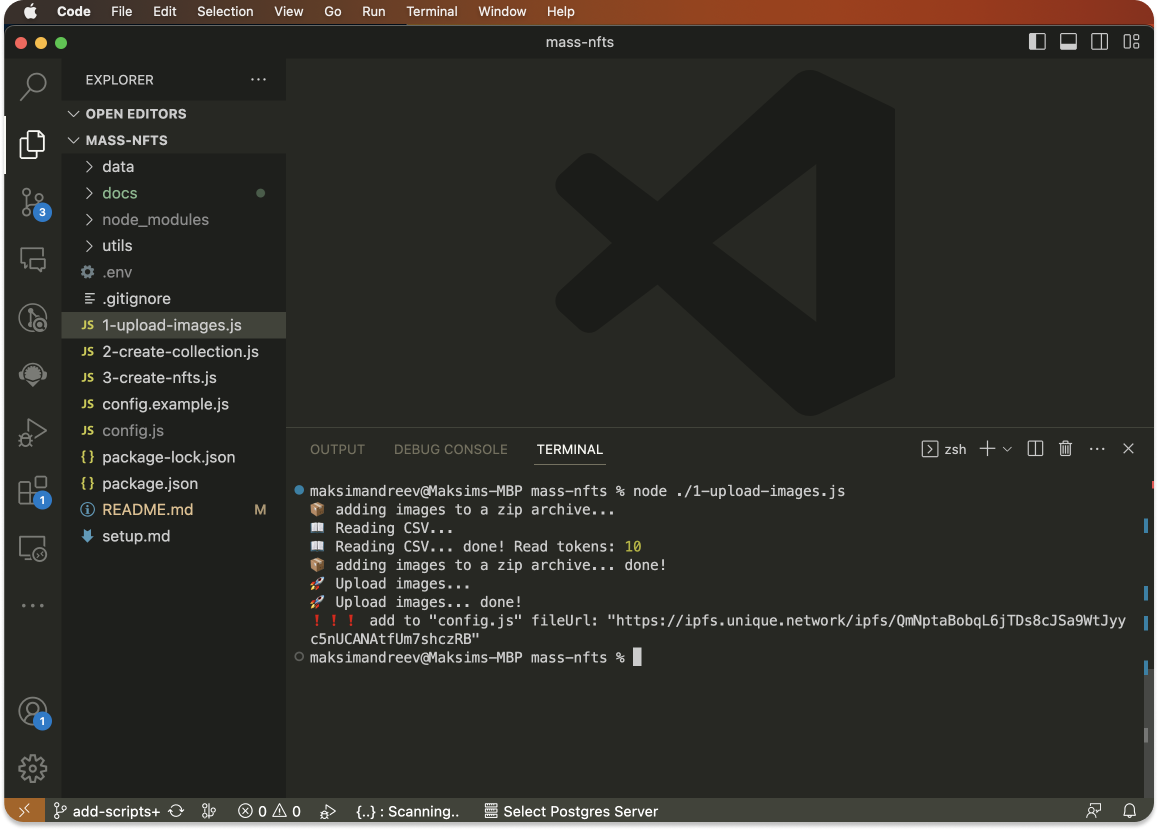 Code File Edit Selection View Go Run Terminal Window Help
mass-nfts
EXPLORER
OPEN EDITORS
MASS-NFTS
data
docs
node_modules
utils
.env
.gitignore
JS 1-upload-images.js
JS 2-create-collection.js
JS 3-create-nfts.js
JS config.example.js
JS config.js
{} package-lock.json
{} package.json
README.md M
setup.md
3
1
1
OUTPUT DEBUG CONSOLE TERMINAL zsh
maksimandreev@Maksims-MBP mass-nfts % node ./1-upload-images.js
📦 adding images to a zip archive...
📖 Reading CSV...
📖 Reading CSV... done! Read tokens: 10
📦 adding images to a zip archive... done!
🚀 Upload images...
🚀 Upload images... done!
❗❗❗ add to "config.js" fileUrl: "https://ipfs.unique.network/ipfs/QmNptaBobqL6jTDs8cJSa9WtJyy
c5nUCANAtfUm7shczRB"
maksimandreev@Maksims-MBP mass-nfts %
add-scripts+ 0 0 {..} : Scanning.. Select Postgres Server